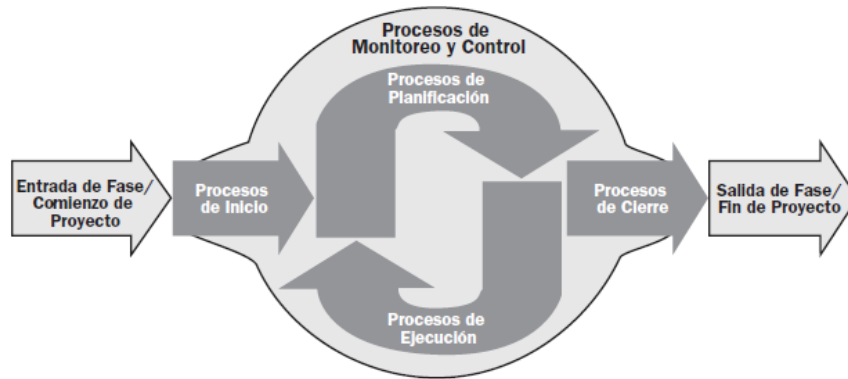 Procesos de
Monitoreo y Control
Procesos de
Planificación
Entrada de Fase/
Comienzo de
Proyecto
Procesos
de Inicio
Procesos
de Cierre
Salida de Fase/
Fin de Proyecto
Procesos de
Ejecución